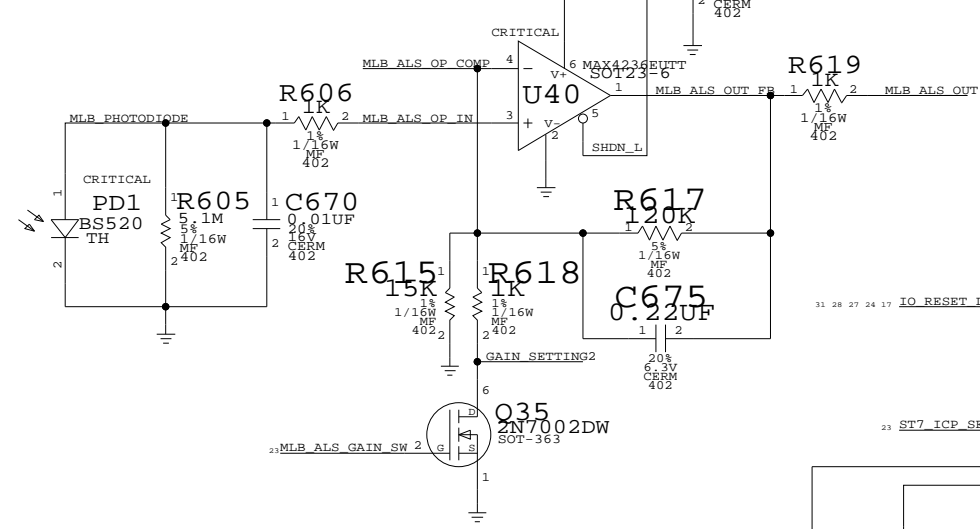 2 CERM
402
CRITICAL
MLB_ALS_OP_COMP
4
6
MAX4236EUTT
SOT23-6
V+
U40
1
MLB_ALS_OUT_FB
R619
1K
1
2
MLB_ALS_OUT
1%
1/16W
MF
402
R606
1K
MLB_PHOTODIODE
1
2
MLB_ALS_OP_IN
3
V-
2
5
SHDN_L
1%
1/16W
MF
402
CRITICAL
1
PD1
BS520
TH
2
1
R605
5.1M
5%
1/16W
MF
402
2
1
C670
0.01UF
20%
16V
CERM
402
2
R617
120K
1
2
5%
1/16W
MF
402
R615
15K
1
1%
1/16W
MF
402
2
1
R618
1K
1%
1/16W
MF
402
2
C675
0.22UF
1
2
20%
6.3V
CERM
402
31 28 27 24 17
GAIN_SETTING2
6
Q35
2N7002DW
SOT-363
D
G
S
23 MLB_ALS_GAIN_SW 2
1
23